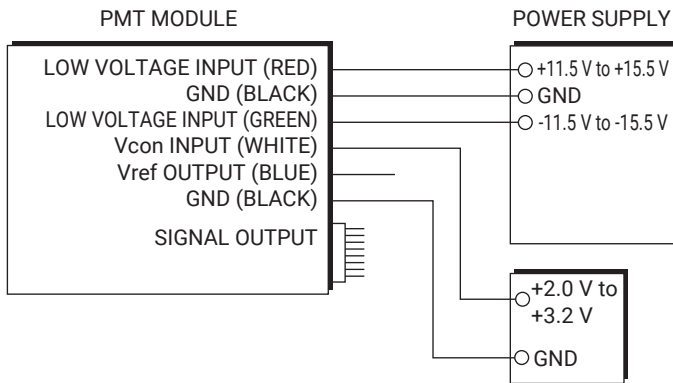 PMT MODULE
LOW VOLTAGE INPUT (RED)
GND (BLACK)
LOW VOLTAGE INPUT (GREEN)
Vcon INPUT (WHITE)
Vref OUTPUT (BLUE)
GND (BLACK)
SIGNAL OUTPUT
POWER SUPPLY
+11.5 V to +15.5 V
GND
-11.5 V to -15.5 V
+2.0 V to
+3.2 V
GND